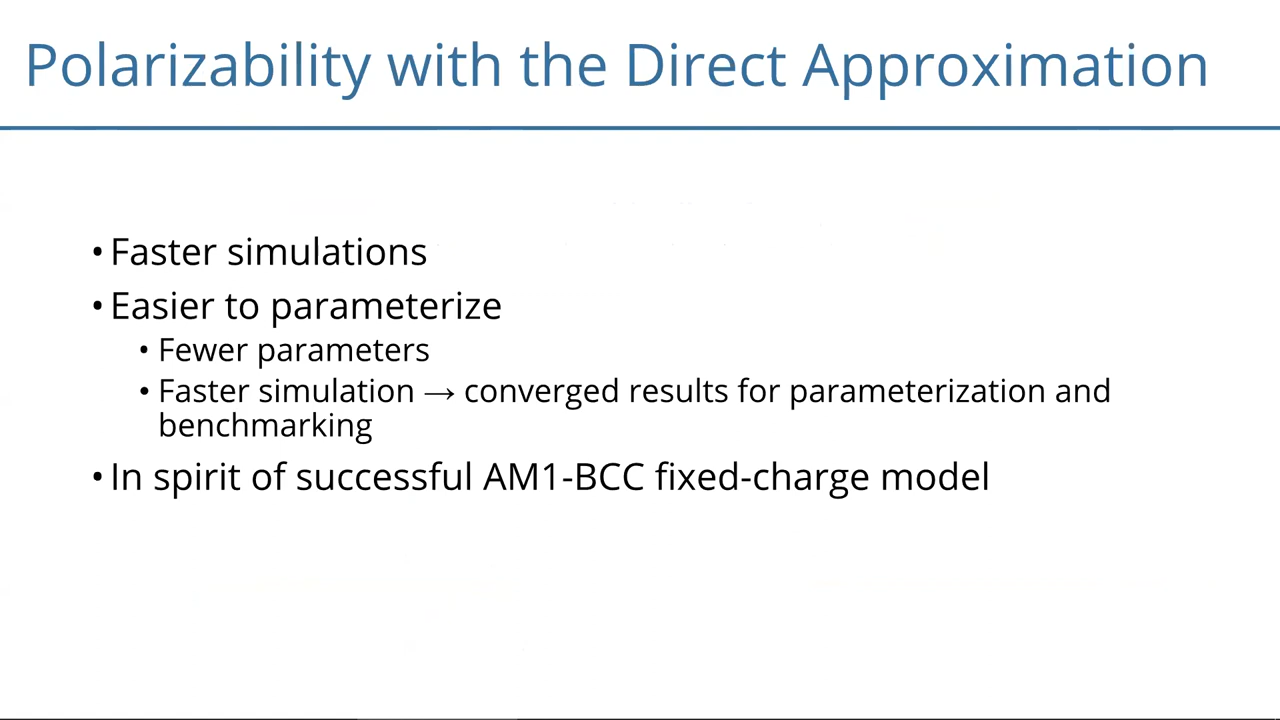 Polarizability with the Direct Approximation
• Faster simulations
• Easier to parameterize
• Fewer parameters
• Faster simulation → converged results for parameterization and
benchmarking
• In spirit of successful AM1-BCC fixed-charge model